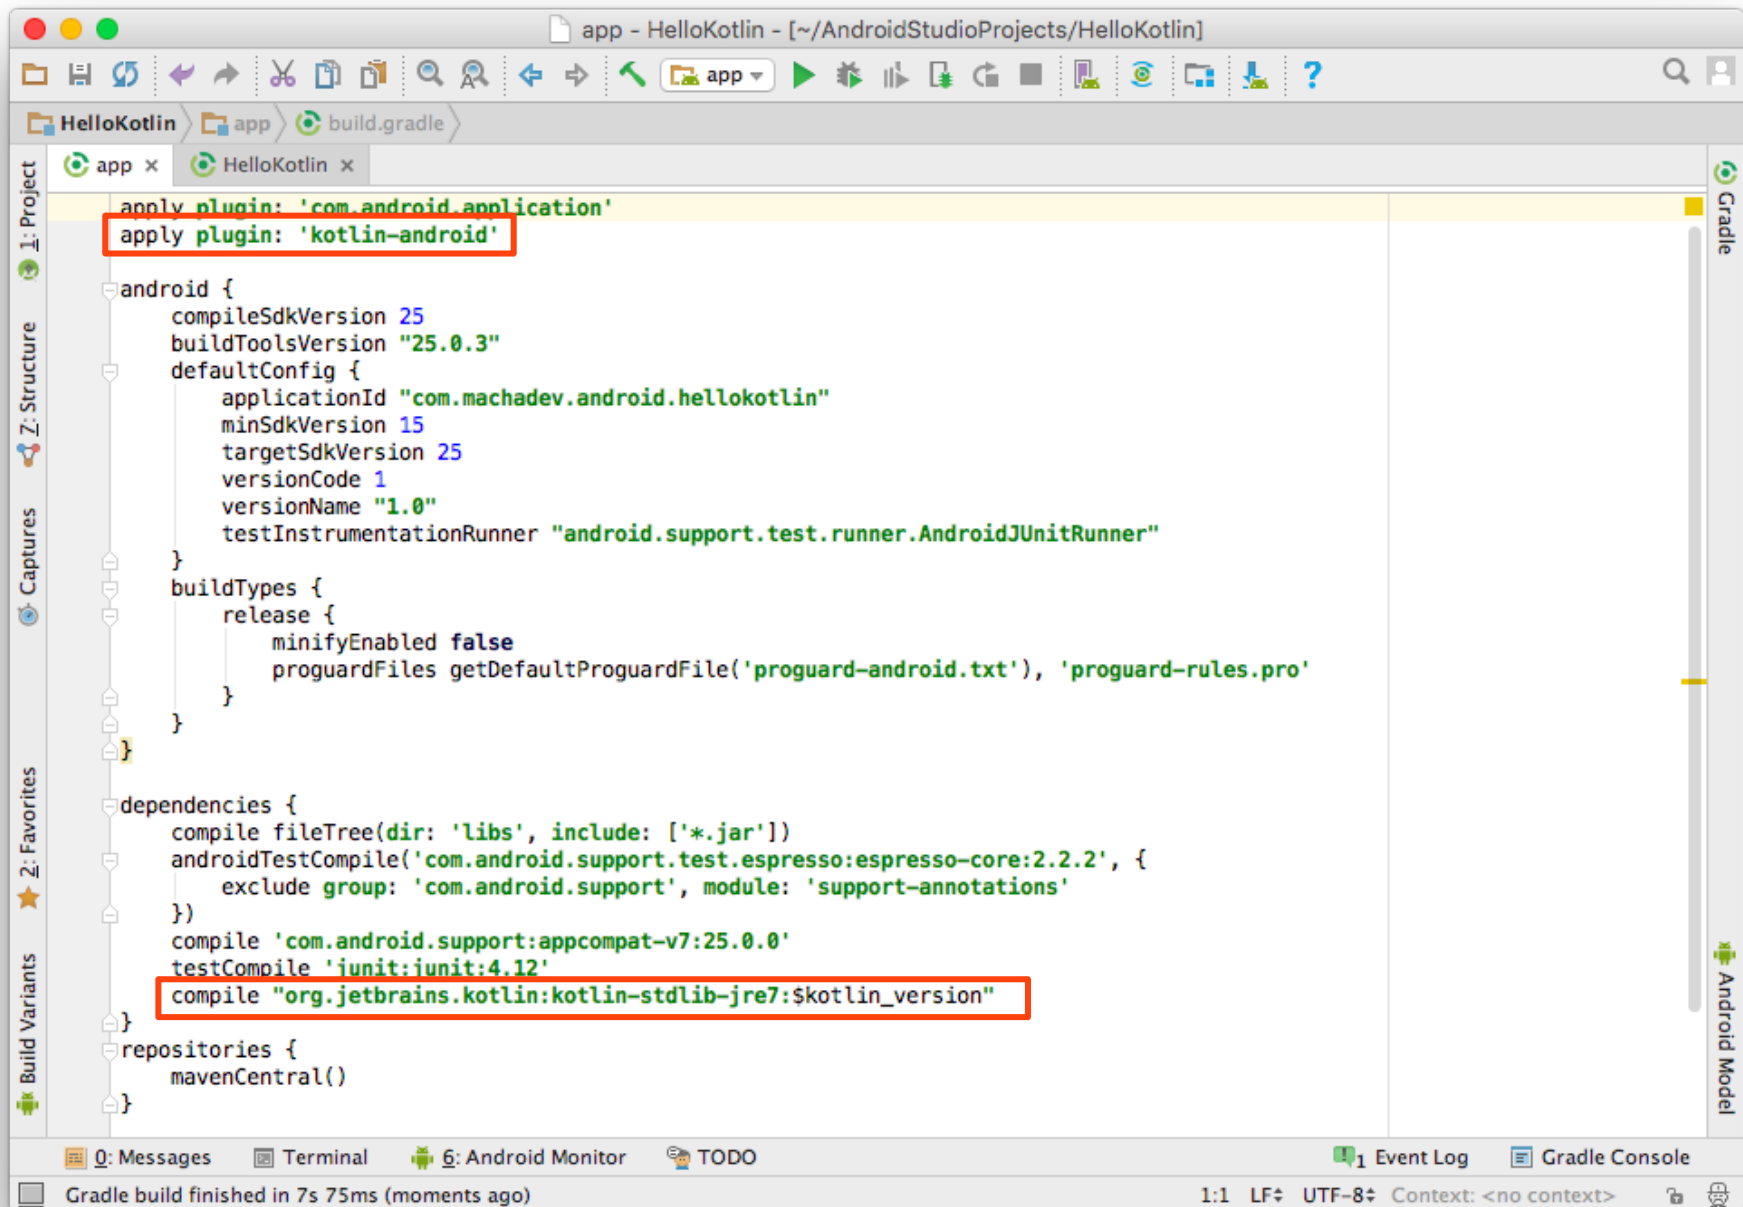 app - HelloKotlin - [~/AndroidStudioProjects/HelloKotlin]
app
HelloKotlin app build.gradle
app HelloKotlin
1: Project
Z: Structure
Captures
2: Favorites
Build Variants
apply plugin: 'com.android.application'
apply plugin: 'kotlin-android'
android {
compileSdkVersion 25
buildToolsVersion "25.0.3"
defaultConfig {
applicationId "com.machadev.android.hellokotlin"
minSdkVersion 15
targetSdkVersion 25
versionCode 1
versionName "1.0"
testInstrumentationRunner "android.support.test.runner.AndroidJUnitRunner"
}
buildTypes {
release {
minifyEnabled false
proguardFiles getDefaultProguardFile('proguard-android.txt'), 'proguard-rules.pro'
}
}
}
dependencies {
compile fileTree(dir: 'libs', include: ['*.jar'])
androidTestCompile('com.android.support.test.espresso:espresso-core:2.2.2', {
exclude group: 'com.android.support', module: 'support-annotations'
})
compile 'com.android.support:appcompat-v7:25.0.0'
testCompile 'junit:junit:4.12'
compile "org.jetbrains.kotlin:kotlin-stdlib-jre7:$kotlin_version"
}
repositories {
mavenCentral()
}
Gradle
Android Model
0: Messages Terminal 6: Android Monitor TODO 1 Event Log Gradle Console
Gradle build finished in 7s 75ms (moments ago) 1:1 LF UTF-8 Context: <no context>